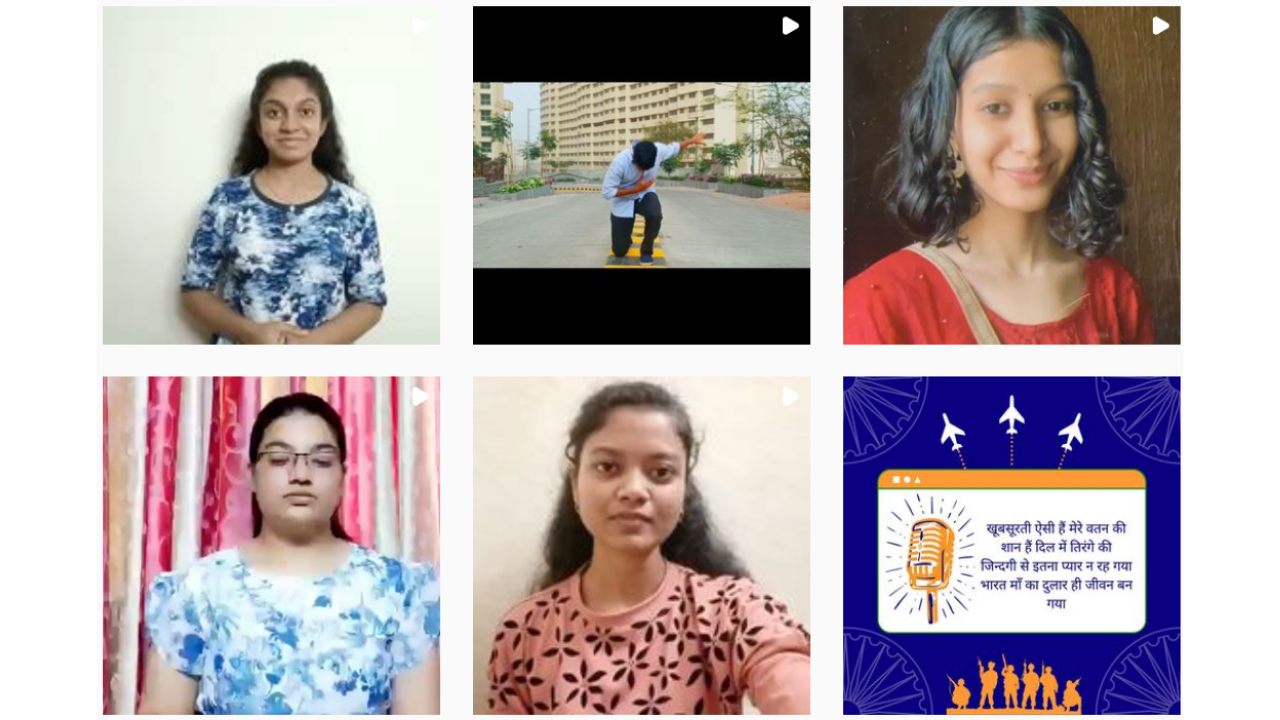 खूबसूरती ऐसी हैं मेरे वतन की
शान हैं दिल में तिरंगे की
जिन्दगी से इतना प्यार न रह गया
भारत माँ का दुलार ही जीवन बन
गया